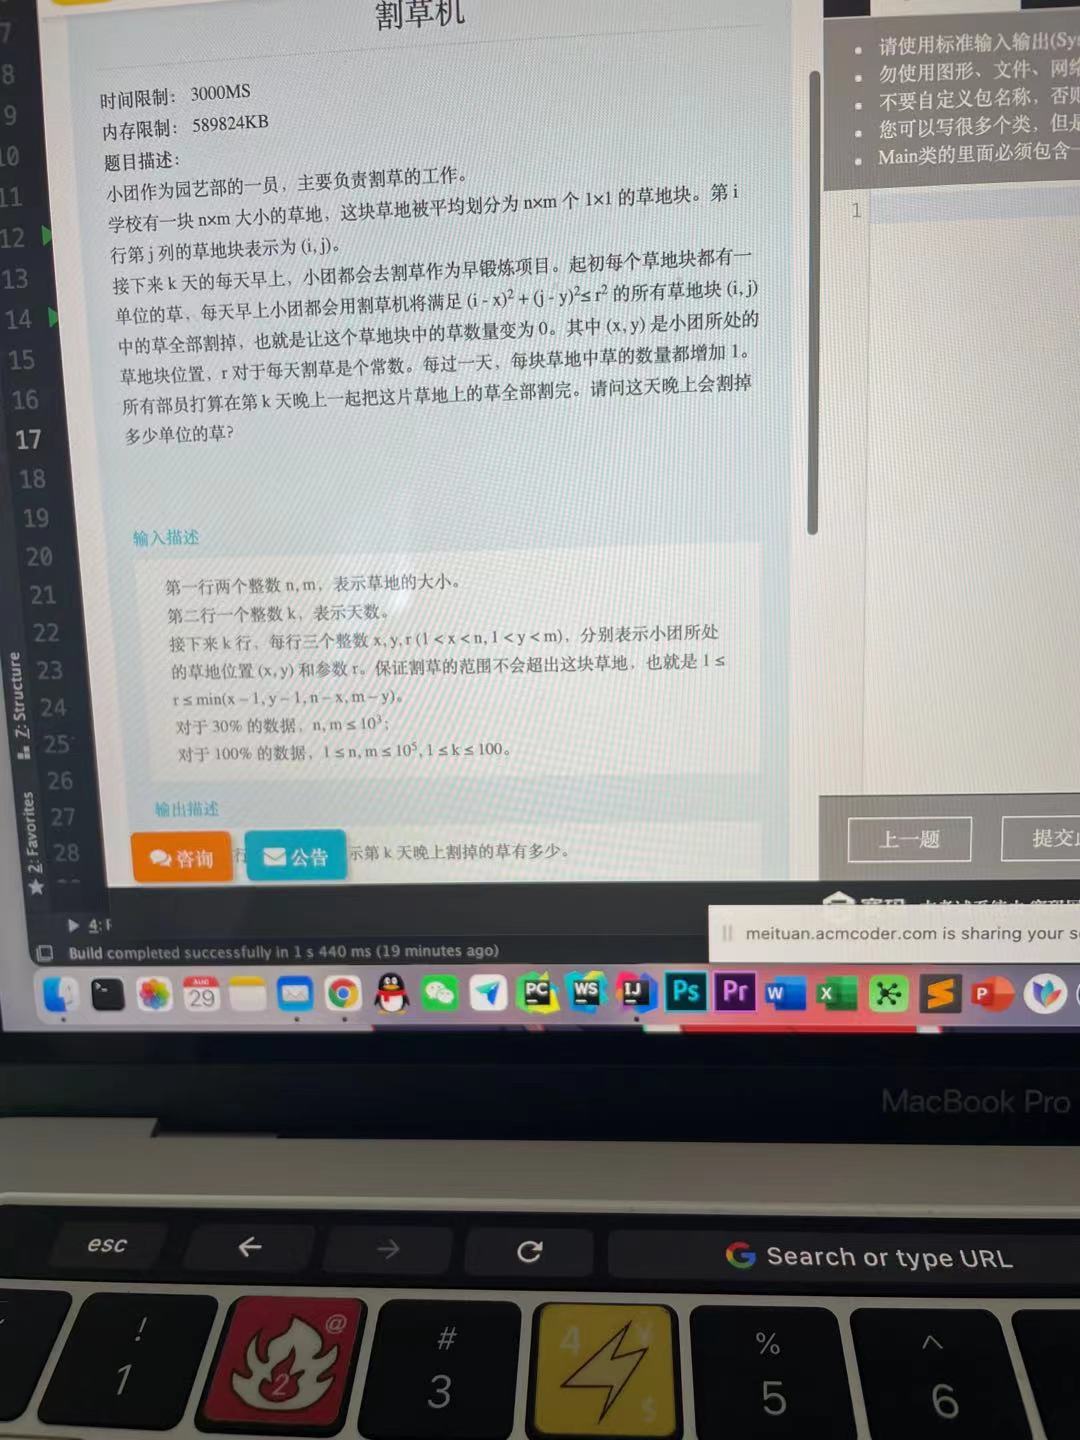 割草机
时间限制： 3000MS
内存限制： 589824KB
题目描述：
小团作为园艺部的一员，主要负责割草的工作。
学校有一块 n×m 大小的草地，这块草地被平均划分为 n×m 个 1×1 的草地块。第 i
行第 j 列的草地块表示为 (i, j)。
接下来 k 天的每天早上，小团都会去割草作为早锻炼项目。起初每个草地块都有一
单位的草，每天早上小团都会用割草机将满足 (i - x)² + (j - y)²≤ r² 的所有草地块 (i, j)
中的草全部割掉，也就是让这个草地块中的草数量变为 0。其中 (x, y) 是小团所处的
草地块位置，r 对于每天割草是个常数。每过一天，每块草地中草的数量都增加 1。
所有部员打算在第 k 天晚上一起把这片草地上的草全部割完。请问这天晚上会割掉
多少单位的草?
输入描述
第一行两个整数 n, m，表示草地的大小。
第二行一个整数 k，表示天数。
接下来 k 行，每行三个整数 x, y, r (1 < x < n, 1 < y < m)，分别表示小团所处
的草地位置 (x, y) 和参数 r。保证割草的范围不会超出这块草地，也就是 1 ≤
r ≤ min(x – 1, y – 1, n – x, m – y)。
对于 30% 的数据，n, m ≤ 10³;
对于 100% 的数据，1 ≤ n, m ≤ 10⁵, 1 ≤ k ≤ 100。
输出描述
行
示第 k 天晚上割掉的草有多少。
咨询
公告
请使用标准输入输出(Sy
勿使用图形、文件、网络
不要自定义包名称，否则
您可以写很多个类，但是
Main类的里面必须包含一
1
上一题
提交
7
8
9
10
11
12
13
14
15
16
17
18
19
20
21
22
23
24
25
26
27
28
Z: Structure
2: Favorites
4: F
Build completed successfully in 1 s 440 ms (19 minutes ago)
meituan.acmcoder.com is sharing your s
AUG
29
PC
WS
IJ
Ps
Pr
W
X
P
MacBook Pro
esc
Search or type URL
!
1
@
2
#
3
4
$
%
5
^
6